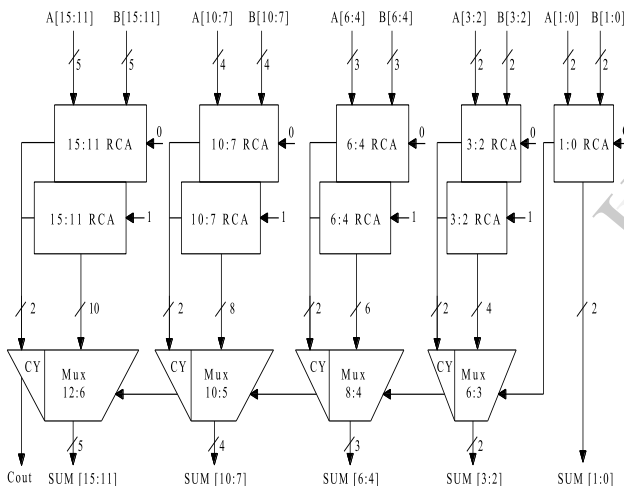 A[15:11] B[15:11] A[10:7] B[10:7] A[6:4] B[6:4] A[3:2] B[3:2] A[1:0] B[1:0]
5 5 4 4 3 3 2 2 2 2
0 0 0 0
15:11 RCA 10:7 RCA 6:4 RCA 3:2 RCA 1:0 RCA
1 1 1 1
15:11 RCA 10:7 RCA 6:4 RCA 3:2 RCA
2 10 2 8 2 6 2 4 2
CY Mux 12:6 CY Mux 10:5 CY Mux 8:4 CY Mux 6:3
5 4 3 2
Cout SUM [15:11] SUM [10:7] SUM [6:4] SUM [3:2] SUM [1:0]